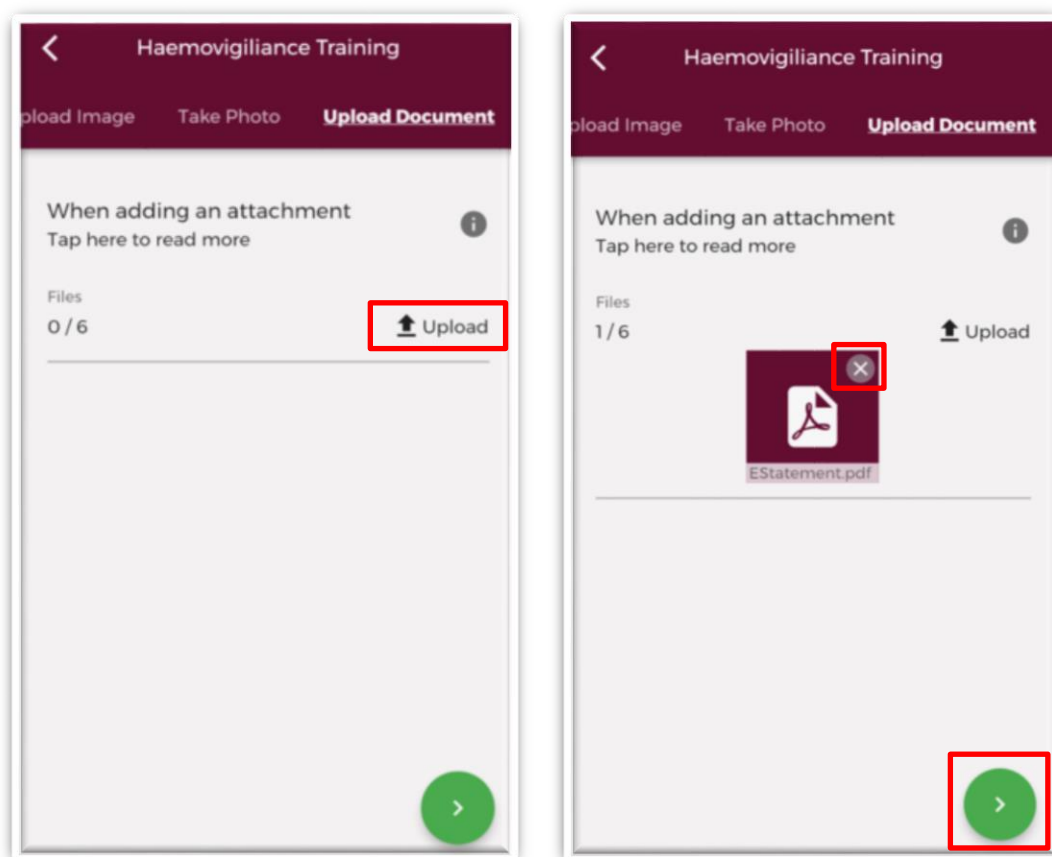 Haemovigiliance Training
pload Image Take Photo Upload Document
When adding an attachment
Tap here to read more
Files
0 / 6 Upload
Haemovigiliance Training
pload Image Take Photo Upload Document
When adding an attachment
Tap here to read more
Files
1 / 6 Upload
EStatement.pdf